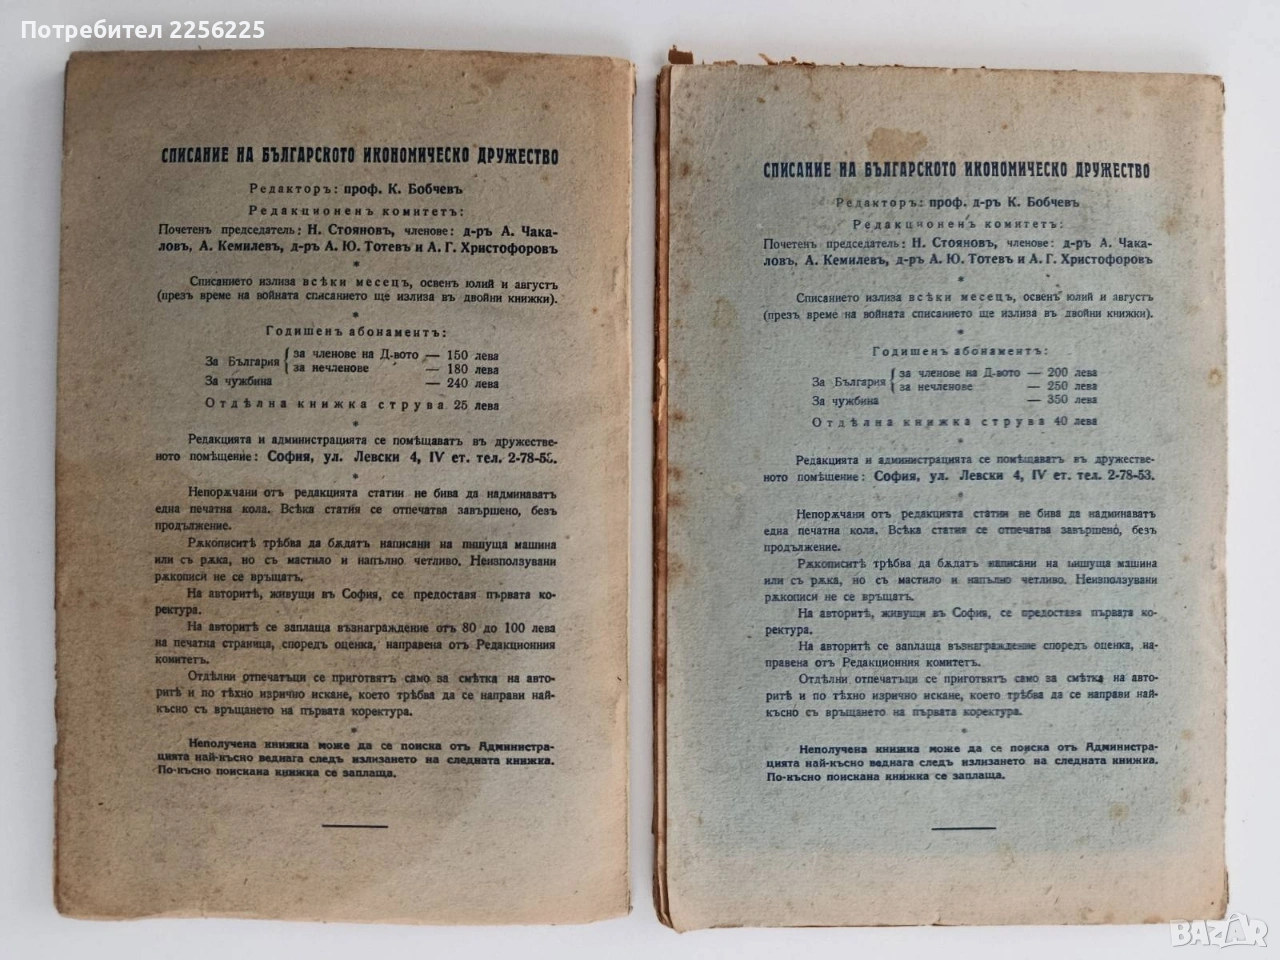 Потребител 2256225
СПИСАНИЕ НА БЪЛГАРСКОТО ИКОНОМИЧЕСКО ДРУЖЕСТВО
Редакторъ: проф. К. Бобчевъ
Редакционенъ комитетъ:
Почетенъ председатель: Н. Стояновъ, членове: д-ръ А. Чака-
ловъ, А. Кемилевъ, д-ръ А. Ю. Тотевъ и А. Г. Христофоровъ
*
Списанието излиза всѣки месецъ, освенъ юлий и августъ
(презъ време на войната списанието ще излиза въ двойни книжки).
*
Годишенъ абонаментъ:
За България { за членове на Д-вото — 150 лева
за нечленове — 180 лева
За чужбина — 240 лева
Отдѣлна книжка струва 25 лева
*
Редакцията и администрацията се помѣщаватъ въ дружестве-
ното помѣщение: София, ул. Левски 4, IV ет. тел. 2-78-53.
*
Непорѫчани отъ редакцията статии не бива да надминаватъ
една печатна кола. Всѣка статия се отпечатва завършено, безъ
продължение.
Рѫкописитѣ трѣбва да бѫдатъ написани на пишуща машина
или съ рѫка, но съ мастило и напълно четливо. Неизползувани
рѫкописи не се връщатъ.
На авторитѣ, живущи въ София, се предоставя първата ко-
ректура.
На авторитѣ се заплаща възнаграждение отъ 80 до 100 лева
на печатна страница, споредъ оценка, направена отъ Редакционния
комитетъ.
Отдѣлни отпечатъци се приготвятъ само за смѣтка на авто-
ритѣ и по тѣхно изрично искане, което трѣбва да се направи най-
късно съ връщането на първата коректура.
*
Неполучена книжка може да се поиска отъ Администра-
цията най-късно веднага следъ излизането на следната книжка.
По-късно поискана книжка се заплаща.
СПИСАНИЕ НА БЪЛГАРСКОТО ИКОНОМИЧЕСКО ДРУЖЕСТВО
Редакторъ: проф. д-ръ К. Бобчевъ
Редакционенъ комитетъ:
Почетенъ председатель: Н. Стояновъ, членове: д-ръ А. Чака-
ловъ, А. Кемилевъ, д-ръ А. Ю. Тотевъ и А. Г. Христофоровъ
*
Списанието излиза всѣки месецъ, освенъ юлий и августъ
(презъ време на войната списанието ще излиза въ двойни книжки).
*
Годишенъ абонаментъ:
За България { за членове на Д-вото — 200 лева
за нечленове — 250 лева
За чужбина — 350 лева
Отдѣлна книжка струва 40 лева
*
Редакцията и администрацията се помѣщаватъ въ дружестве-
ното помѣщение: София, ул. Левски 4, IV ет. тел. 2-78-53.
*
Непорѫчани отъ редакцията статии не бива да надминаватъ
една печатна кола. Всѣка статия се отпечатва завършено, безъ
продължение.
Рѫкописитѣ трѣбва да бѫдатъ написани на пишуща машина
или съ рѫка, но съ мастило и напълно четливо. Неизползувани
рѫкописи не се връщатъ.
На авторитѣ, живущи въ София, се предоставя първата ко-
ректура.
На авторитѣ се заплаща възнаграждение споредъ оценка, на-
правена отъ Редакционния комитетъ.
Отдѣлни отпечатъци се приготвятъ само за смѣтка на авто-
ритѣ и по тѣхно изрично искане, което трѣбва да се направи най-
късно съ връщането на първата коректура.
*
Неполучена книжка може да се поиска отъ Администра-
цията най-късно веднага следъ излизането на следната книжка.
По-късно поискана книжка се заплаща.
BAZAR